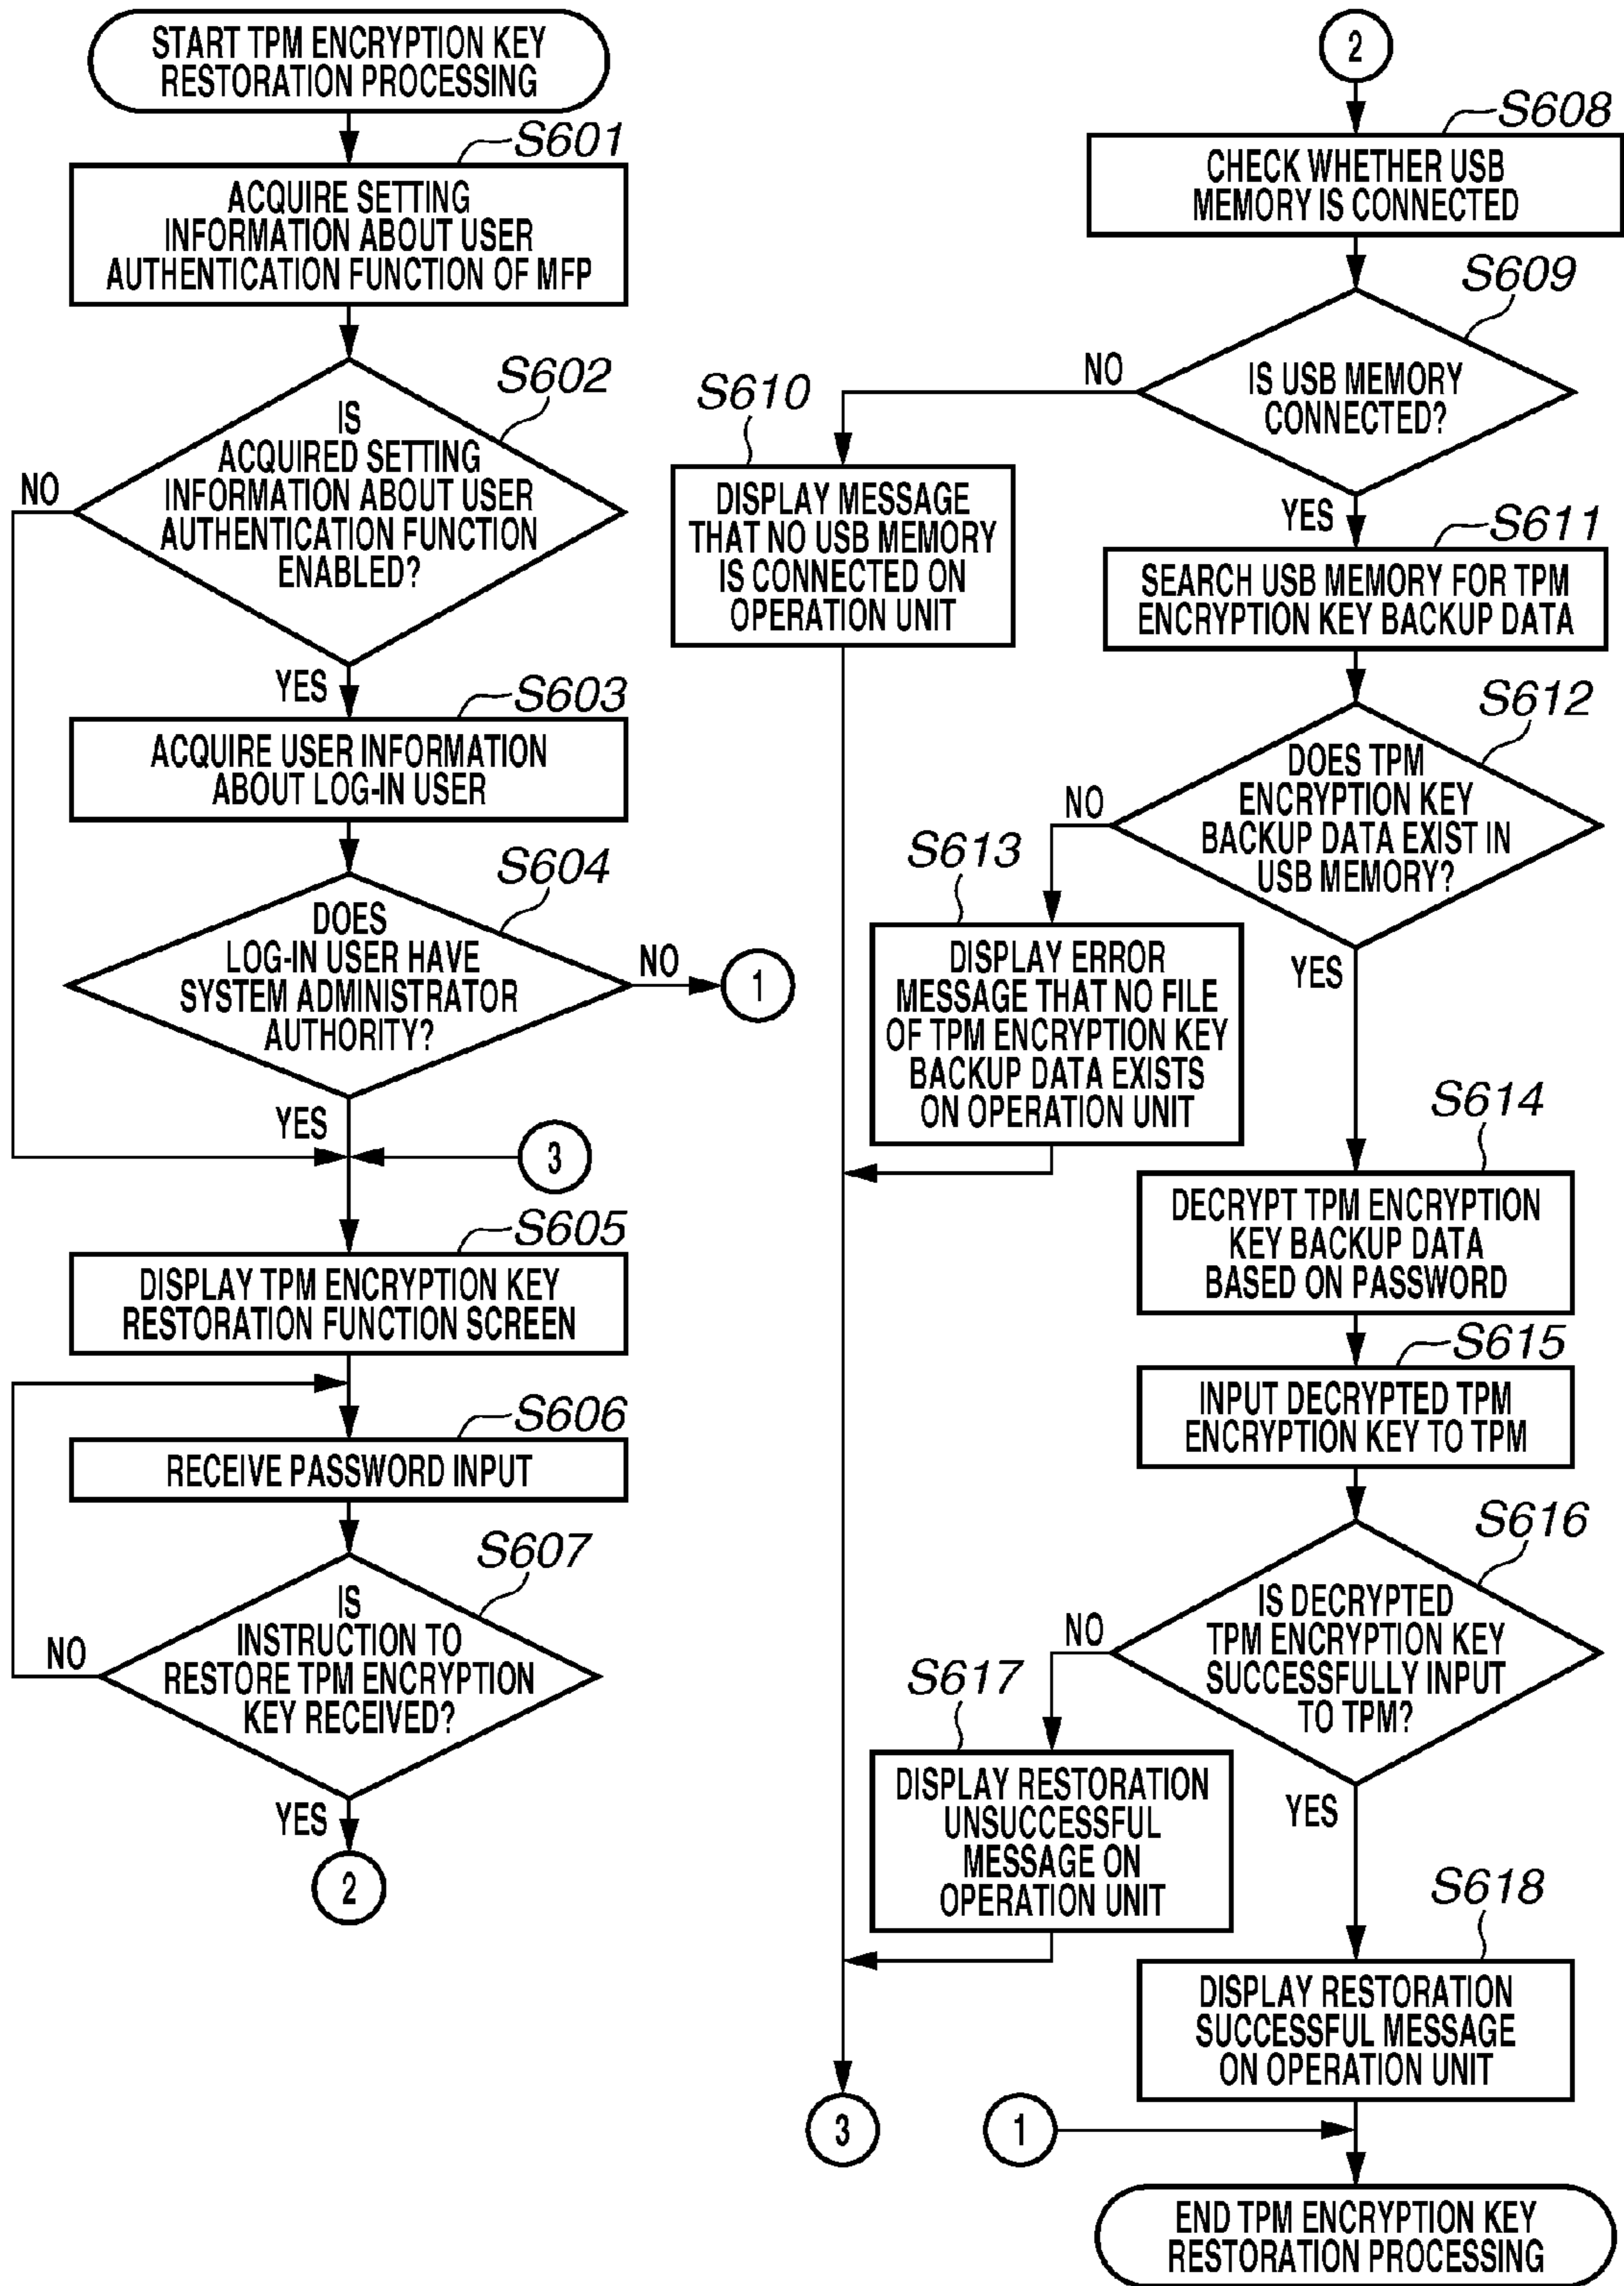 START TPM ENCRYPTION KEY
RESTORATION PROCESSING
S601
ACQUIRE SETTING
INFORMATION ABOUT USER
AUTHENTICATION FUNCTION OF MFP
S602
IS
ACQUIRED SETTING
INFORMATION ABOUT USER
AUTHENTICATION FUNCTION
ENABLED?
NO
YES
S603
ACQUIRE USER INFORMATION
ABOUT LOG-IN USER
S604
DOES
LOG-IN USER HAVE
SYSTEM ADMINISTRATOR
AUTHORITY?
NO
1
YES
3
S605
DISPLAY TPM ENCRYPTION KEY
RESTORATION FUNCTION SCREEN
S606
RECEIVE PASSWORD INPUT
S607
IS
INSTRUCTION TO
RESTORE TPM ENCRYPTION
KEY RECEIVED?
NO
YES
2
2
S608
CHECK WHETHER USB
MEMORY IS CONNECTED
S609
IS USB MEMORY
CONNECTED?
NO
S610
DISPLAY MESSAGE
THAT NO USB MEMORY
IS CONNECTED ON
OPERATION UNIT
YES
S611
SEARCH USB MEMORY FOR TPM
ENCRYPTION KEY BACKUP DATA
S612
DOES TPM
ENCRYPTION KEY
BACKUP DATA EXIST IN
USB MEMORY?
NO
S613
DISPLAY ERROR
MESSAGE THAT NO FILE
OF TPM ENCRYPTION KEY
BACKUP DATA EXISTS
ON OPERATION UNIT
YES
S614
DECRYPT TPM ENCRYPTION
KEY BACKUP DATA
BASED ON PASSWORD
S615
INPUT DECRYPTED TPM
ENCRYPTION KEY TO TPM
S616
IS DECRYPTED
TPM ENCRYPTION KEY
SUCCESSFULLY INPUT
TO TPM?
NO
S617
DISPLAY RESTORATION
UNSUCCESSFUL
MESSAGE ON
OPERATION UNIT
YES
S618
DISPLAY RESTORATION
SUCCESSFUL MESSAGE
ON OPERATION UNIT
3
1
END TPM ENCRYPTION KEY
RESTORATION PROCESSING